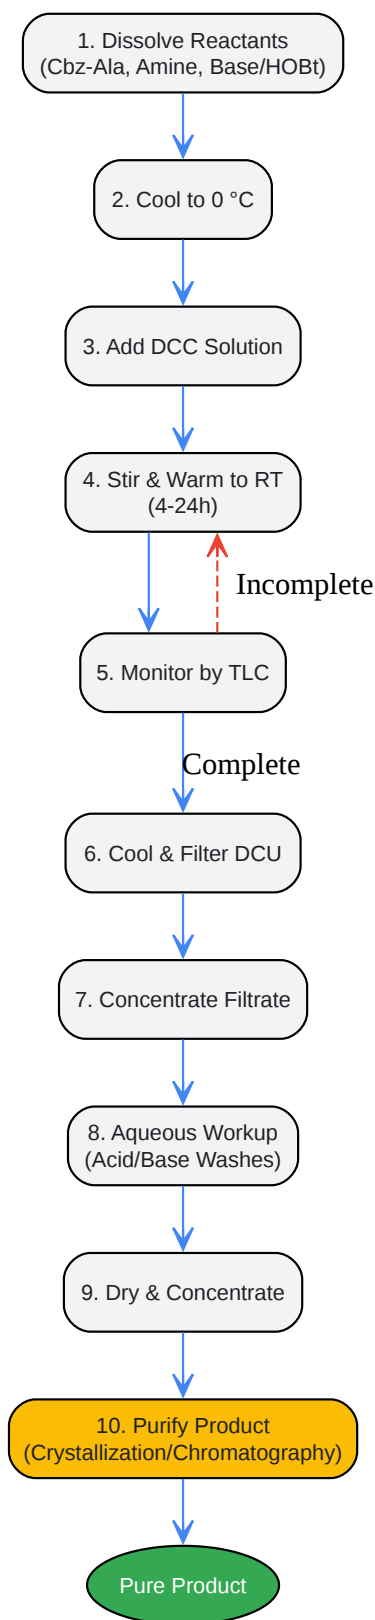 1. Dissolve Reactants
(Cbz-Ala, Amine, Base/HOBt)
2. Cool to 0 °C
3. Add DCC Solution
4. Stir & Warm to RT
(4-24h)
Incomplete
5. Monitor by TLC
Complete
6. Cool & Filter DCU
7. Concentrate Filtrate
8. Aqueous Workup
(Acid/Base Washes)
9. Dry & Concentrate
10. Purify Product
(Crystallization/Chromatography)
Pure Product